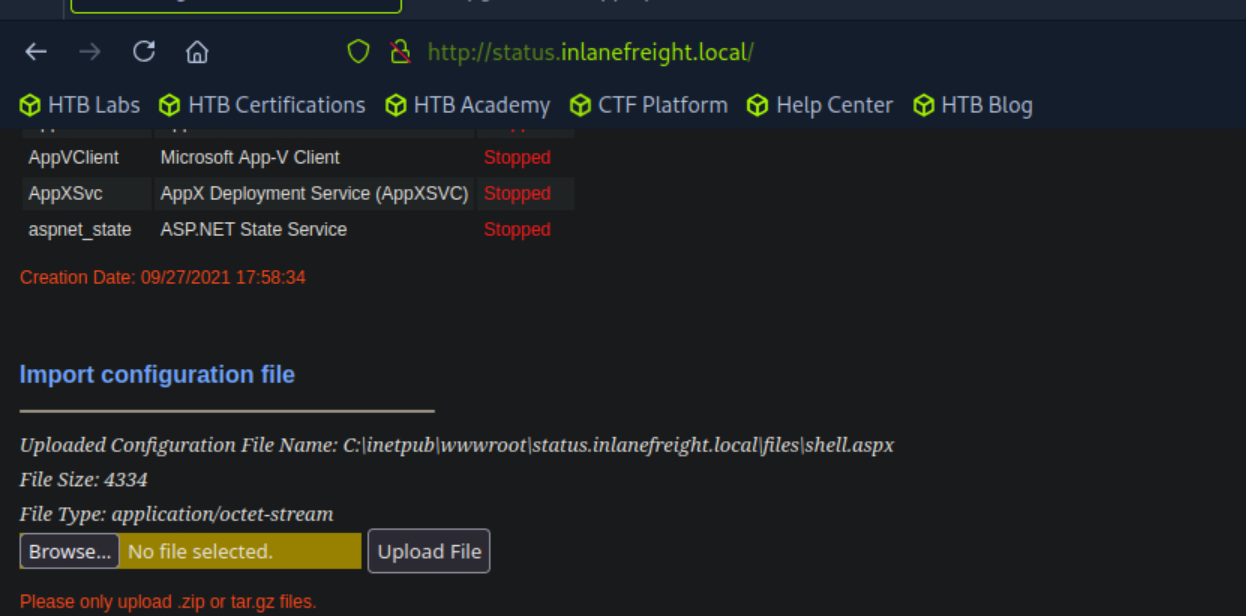 http://status.inlanefreight.local/
HTB Labs HTB Certifications HTB Academy CTF Platform Help Center HTB Blog
AppVClient Microsoft App-V Client Stopped
AppXSvc AppX Deployment Service (AppXSVC) Stopped
aspnet_state ASP.NET State Service Stopped
Creation Date: 09/27/2021 17:58:34
Import configuration file
Uploaded Configuration File Name: C:\inetpub\wwwroot\status.inlanefreight.local\files\shell.aspx
File Size: 4334
File Type: application/octet-stream
Browse... No file selected. Upload File
Please only upload .zip or tar.gz files.